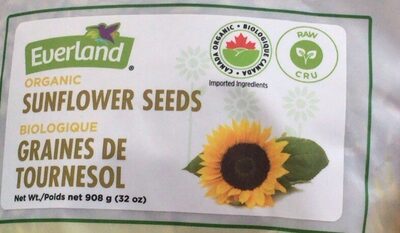 Everland®
ORGANIC
SUNFLOWER SEEDS
BIOLOGIQUE
GRAINES DE
TOURNESOL
Net Wt./Poids net 908 g (32 oz)
CANADA ORGANIC • BIOLOGIQUE CANADA •
Imported Ingredients
RAW
CRU